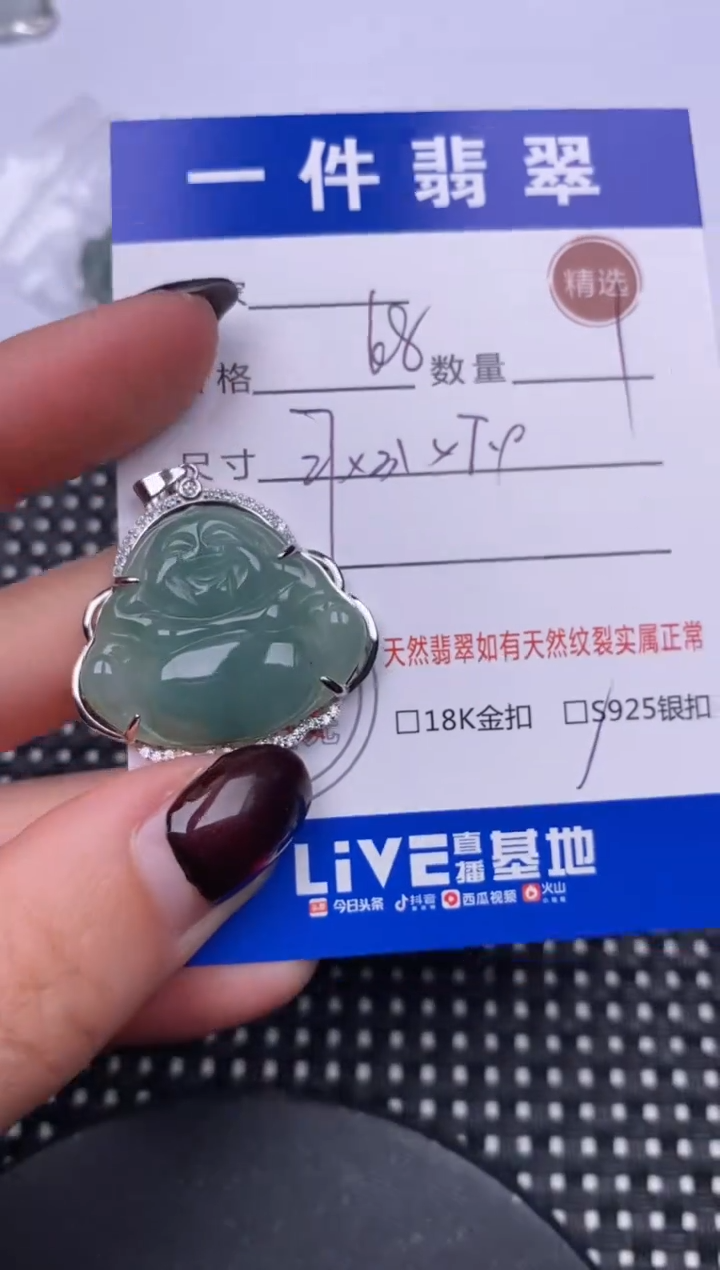 一件翡翠
精选
格 68 数量 1
尺寸
天然翡翠如有天然纹裂实属正常
□18K金扣 □S925银扣
LiVE直播基地
今日头条 抖音 西瓜视频 火山